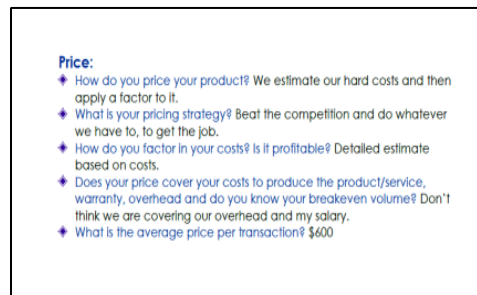 Price:
How do you price your product? We estimate our hard costs and then
apply a factor to it.
What is your pricing strategy? Beat the competition and do whatever
we have to, to get the job.
How do you factor in your costs? Is it profitable? Detailed estimate
based on costs.
Does your price cover your costs to produce the product/service,
warranty, overhead and do you know your breakeven volume? Don't
think we are covering our overhead and my salary.
What is the average price per transaction? $600